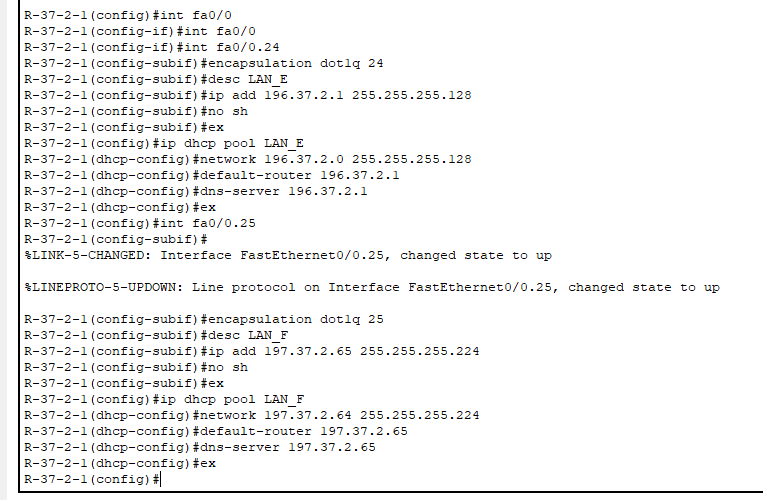 R-37-2-1(config)#int fa0/0
R-37-2-1(config-if)#int fa0/0
R-37-2-1(config-if)#int fa0/0.24
R-37-2-1(config-subif)#encapsulation dot1q 24
R-37-2-1(config-subif)#desc LAN_E
R-37-2-1(config-subif)#ip add 196.37.2.1 255.255.255.128
R-37-2-1(config-subif)#no sh
R-37-2-1(config-subif)#ex
R-37-2-1(config)#ip dhcp pool LAN_E
R-37-2-1(dhcp-config)#network 196.37.2.0 255.255.255.128
R-37-2-1(dhcp-config)#default-router 196.37.2.1
R-37-2-1(dhcp-config)#dns-server 196.37.2.1
R-37-2-1(dhcp-config)#ex
R-37-2-1(config)#int fa0/0.25
R-37-2-1(config-subif)#
%LINK-5-CHANGED: Interface FastEthernet0/0.25, changed state to up
%LINEPROTO-5-UPDOWN: Line protocol on Interface FastEthernet0/0.25, changed state to up
R-37-2-1(config-subif)#encapsulation dot1q 25
R-37-2-1(config-subif)#desc LAN_F
R-37-2-1(config-subif)#ip add 197.37.2.65 255.255.255.224
R-37-2-1(config-subif)#no sh
R-37-2-1(config-subif)#ex
R-37-2-1(config)#ip dhcp pool LAN_F
R-37-2-1(dhcp-config)#network 197.37.2.64 255.255.255.224
R-37-2-1(dhcp-config)#default-router 197.37.2.65
R-37-2-1(dhcp-config)#dns-server 197.37.2.65
R-37-2-1(dhcp-config)#ex
R-37-2-1(config)#